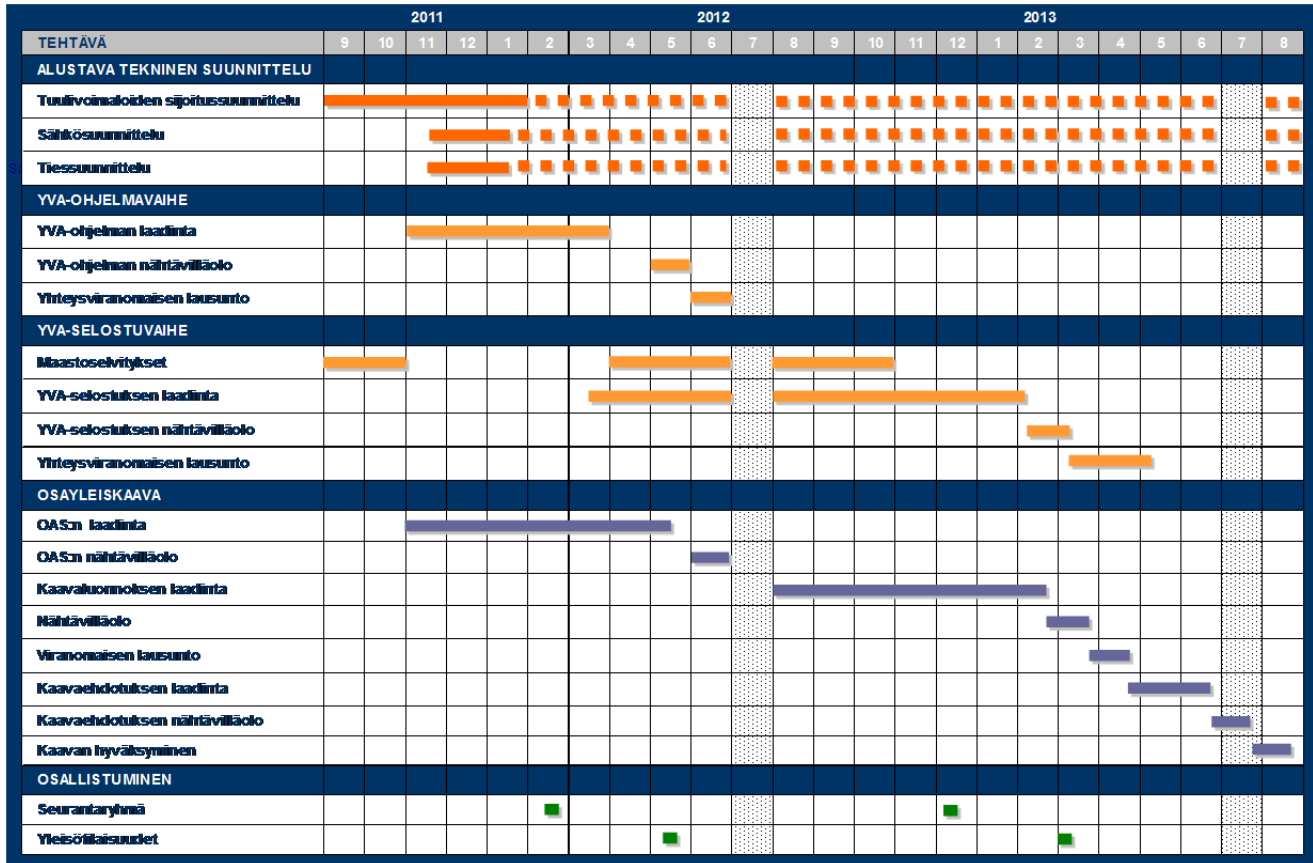 2011 2012 2013
TEHTÄVÄ 9 10 11 12 1 2 3 4 5 6 7 8 9 10 11 12 1 2 3 4 5 6 7 8
ALUSTAVA TEKNINEN SUUNNITTELU
Tuulivoimaloiden sijoitussuunnittelu
Sähkösuunnittelu
Tiessuunnittelu
YVA-OHJELMAVAIHE
YVA-ohjelman laadinta
YVA-ohjelman nähtävilläolo
Yhteysviranomaisen lausunto
YVA-SELOSTUVAIHE
Maastoselvitykset
YVA-selostuksen laadinta
YVA-selostuksen nähtävilläolo
Yhteysviranomaisen lausunto
OSAYLEISKAAVA
OAS:n laadinta
OAS:n nähtävilläolo
Kaavaluonnoksen laadinta
Nähtävilläolo
Viranomaisen lausunto
Kaavaehdotuksen laadinta
Kaavaehdotuksen nähtävilläolo
Kaavan hyväksyminen
OSALLISTUMINEN
Seurantaryhmä
Yleisötilaisuudet